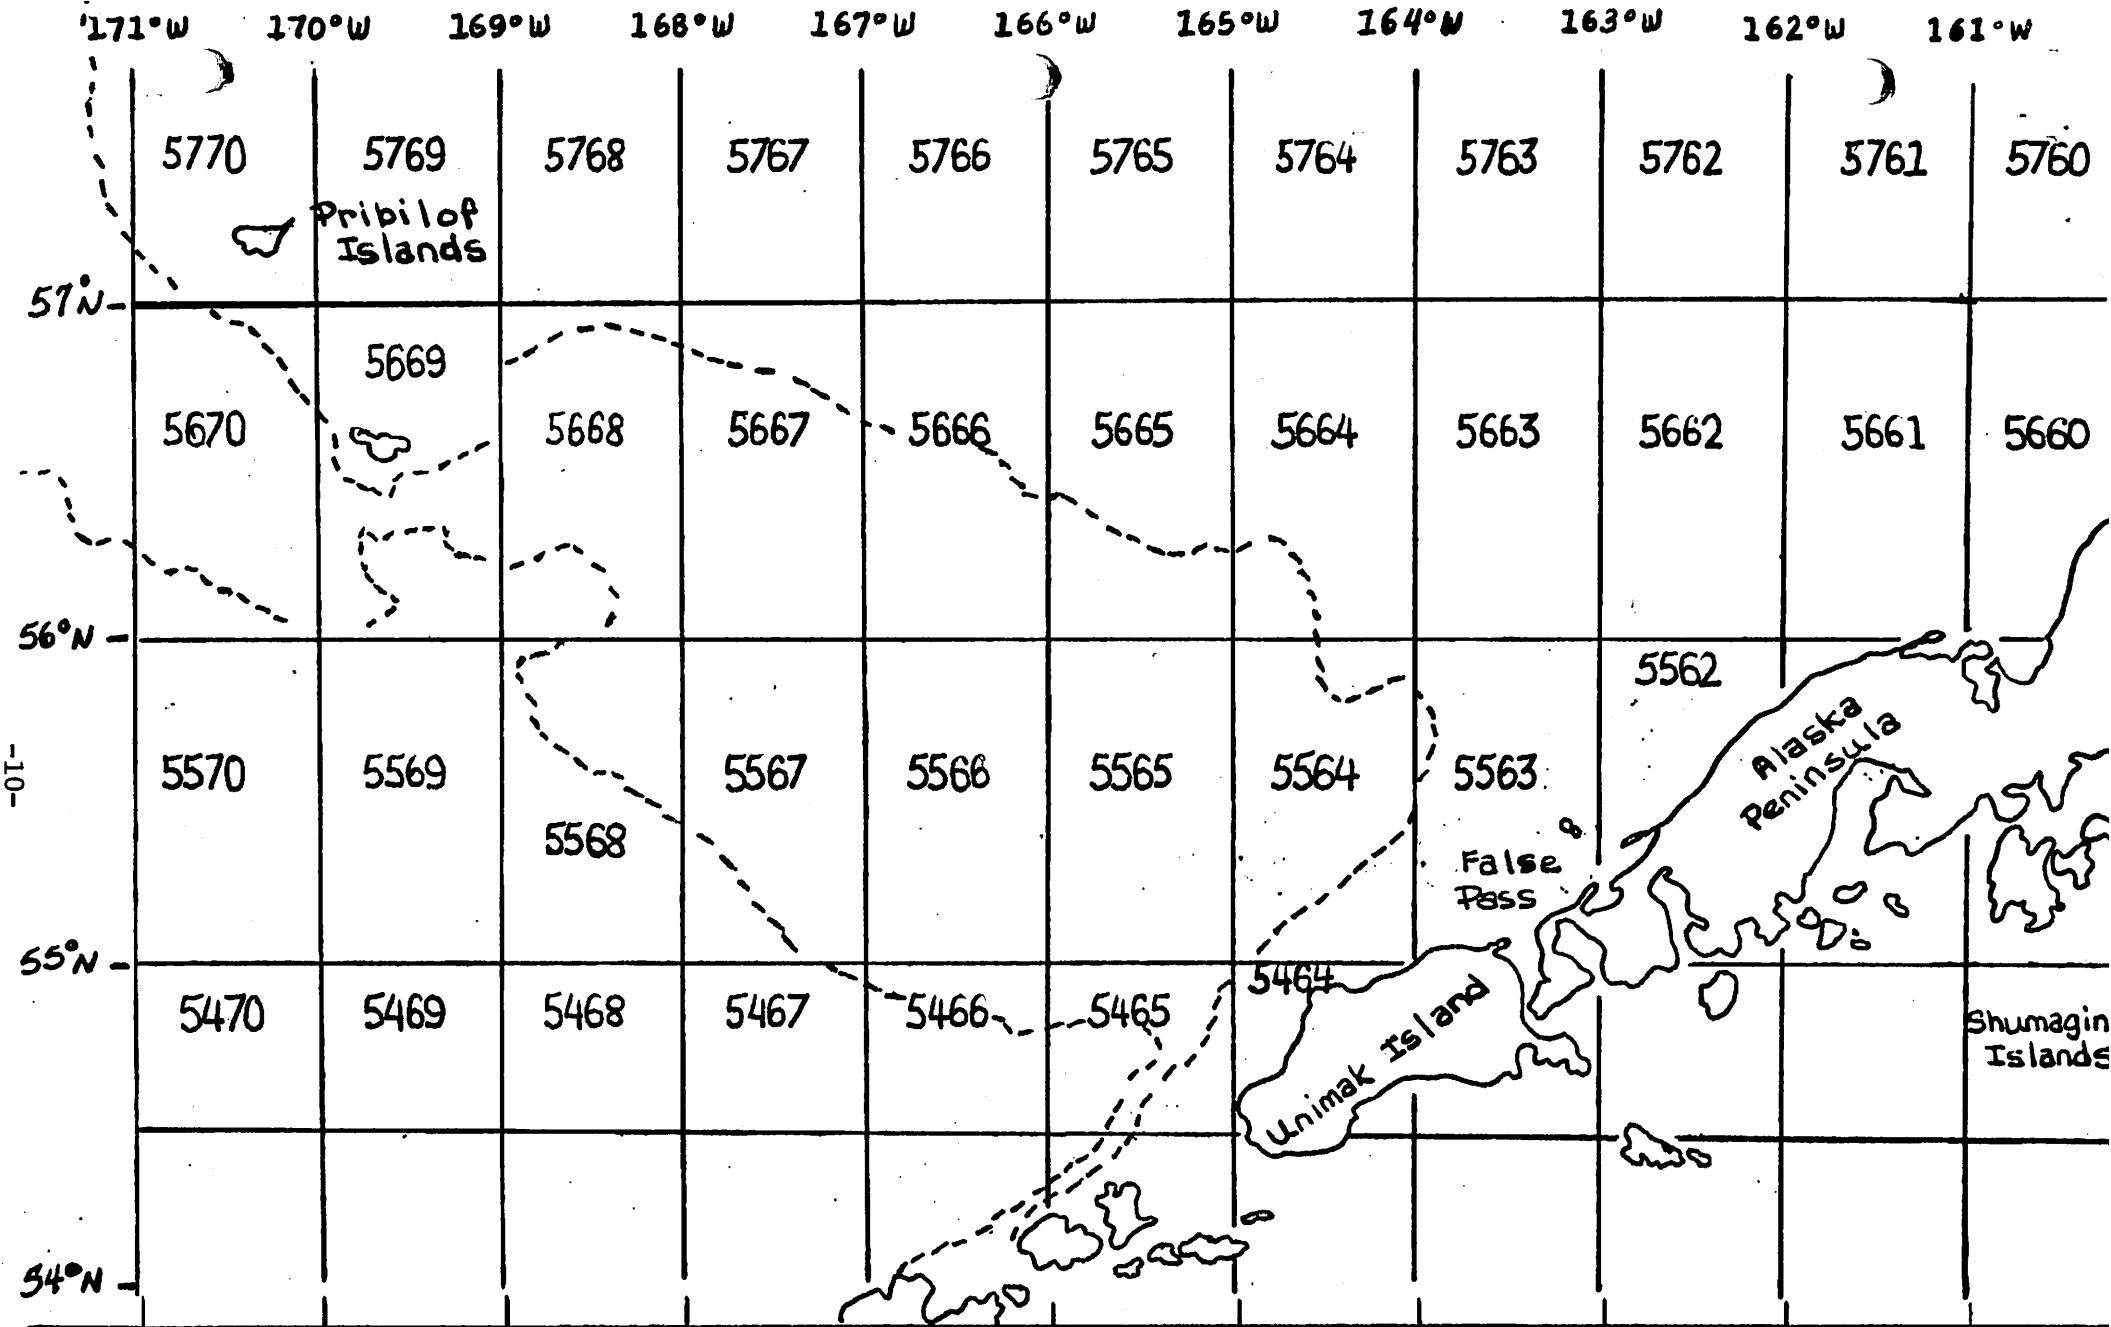 171°W 170°W 169°W 168°W 167°W 166°W 165°W 164°W 163°W 162°W 161°W
5770 5769 5768 5767 5766 5765 5764 5763 5762 5761 5760
Pribilof
Islands
57°N
5669
5670 5668 5667 5666 5665 5664 5663 5662 5661 5660
56°N
5562
Alaska
Peninsula
5570 5569 5567 5566 5565 5564 5563
-10-
5568
False
Pass
55°N
5464
5470 5469 5468 5467 5466 5465
Unimak Island
Shumagin
Islands
54°N